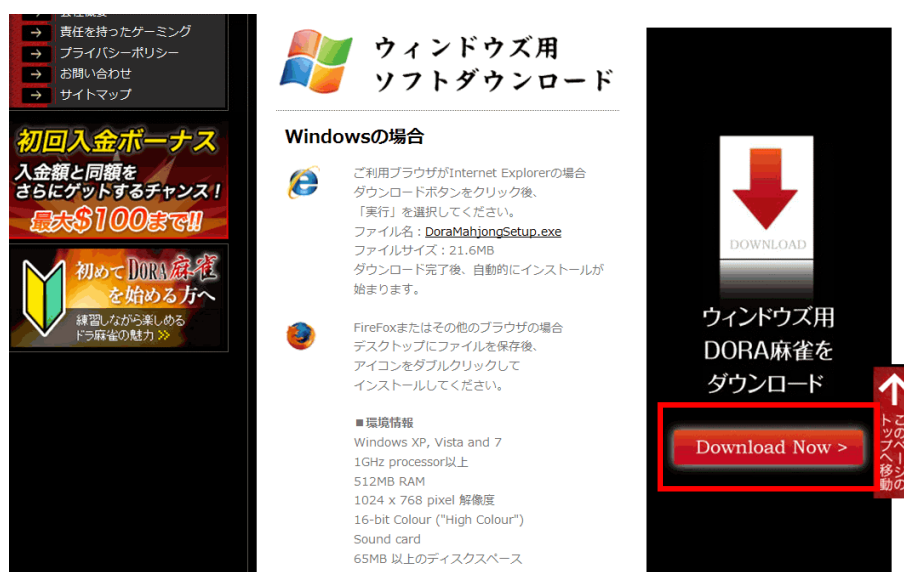 会社概要
責任を持ったゲーミング
プライバシーポリシー
お問い合わせ
サイトマップ
初回入金ボーナス
入金額と同額を
さらにゲットするチャンス！
最大$100まで!!
初めてDORA麻雀
を始める方へ
練習しながら楽しめる
ドラ麻雀の魅力
ウィンドウズ用
ソフトダウンロード
Windowsの場合
ご利用ブラウザがInternet Explorerの場合
ダウンロードボタンをクリック後、
「実行」を選択してください。
ファイル名：DoraMahjongSetup.exe
ファイルサイズ：21.6MB
ダウンロード完了後、自動的にインストールが
始まります。
FireFoxまたはその他のブラウザの場合
デスクトップにファイルを保存後、
アイコンをダブルクリックして
インストールしてください。
■環境情報
Windows XP, Vista and 7
1GHz processor以上
512MB RAM
1024 x 768 pixel 解像度
16-bit Colour ("High Colour")
Sound card
65MB 以上のディスクスペース
DOWNLOAD
ウィンドウズ用
DORA麻雀を
ダウンロード
Download Now >
このページの
トップへ移動